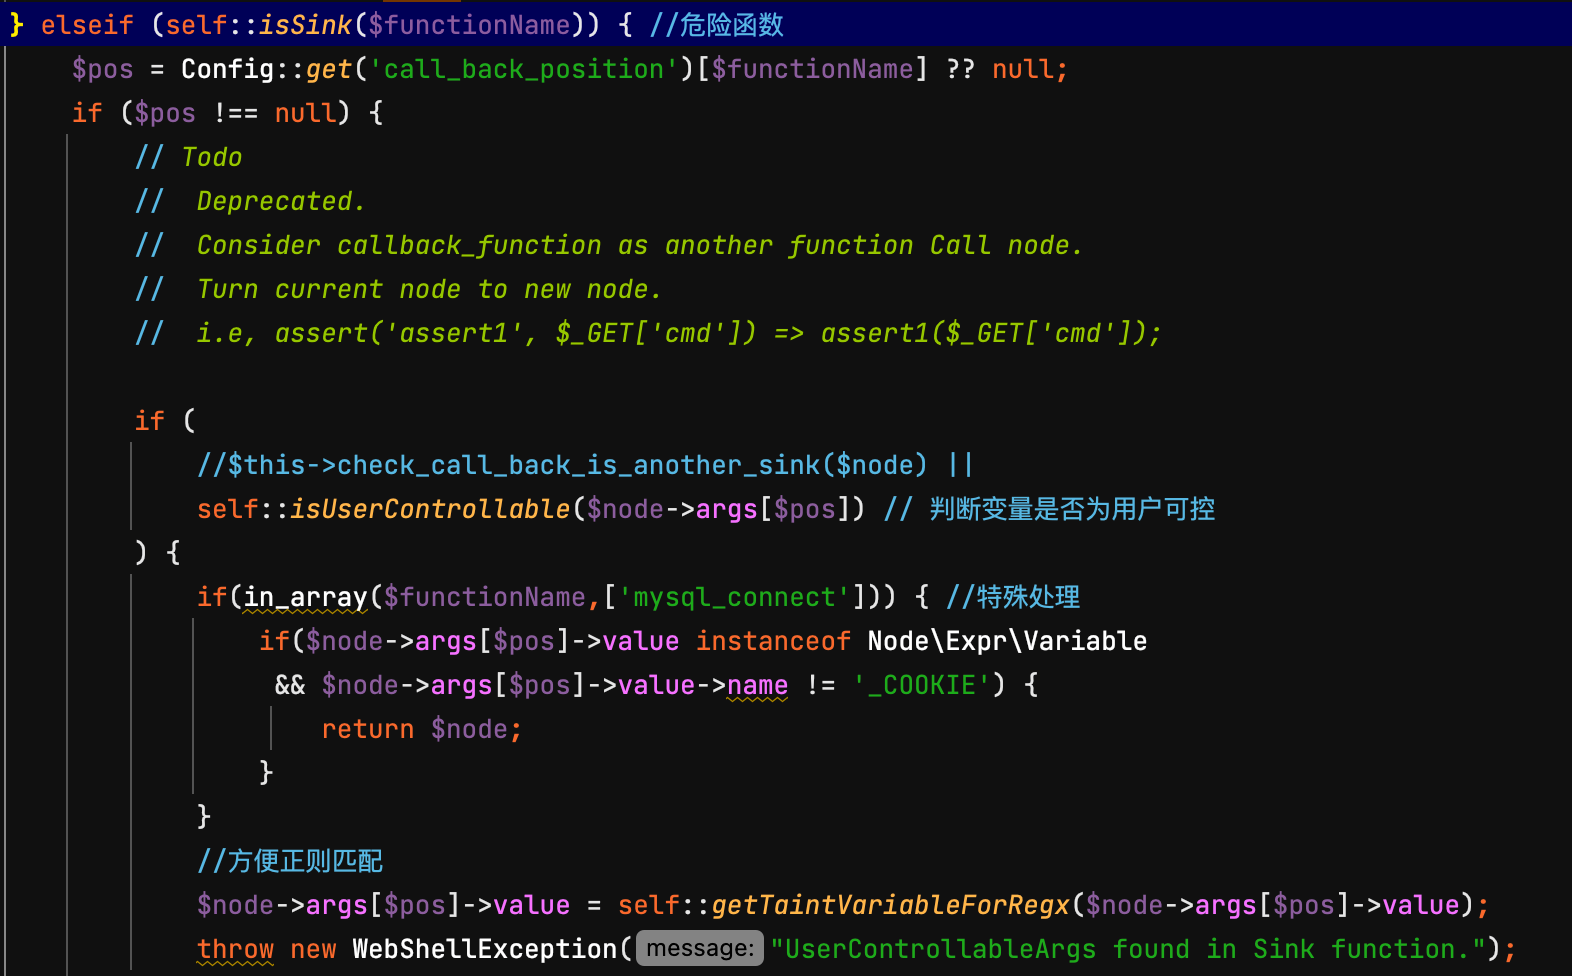 } elseif (self::isSink($functionName)) { //危险函数
$pos = Config::get('call_back_position')[$functionName] ?? null;
if ($pos !== null) {
// Todo
//  Deprecated.
//  Consider callback_function as another function Call node.
//  Turn current node to new node.
//  i.e, assert('assert1', $_GET['cmd']) => assert1($_GET['cmd']);
if (
//$this->check_call_back_is_another_sink($node) ||
self::isUserControllable($node->args[$pos]) // 判断变量是否为用户可控
) {
if(in_array($functionName,['mysql_connect'])) { //特殊处理
if($node->args[$pos]->value instanceof Node\Expr\Variable
&& $node->args[$pos]->value->name != '_COOKIE') {
return $node;
}
}
//方便正则匹配
$node->args[$pos]->value = self::getTaintVariableForRegx($node->args[$pos]->value);
throw new WebShellException( message: "UserControllableArgs found in Sink function.");